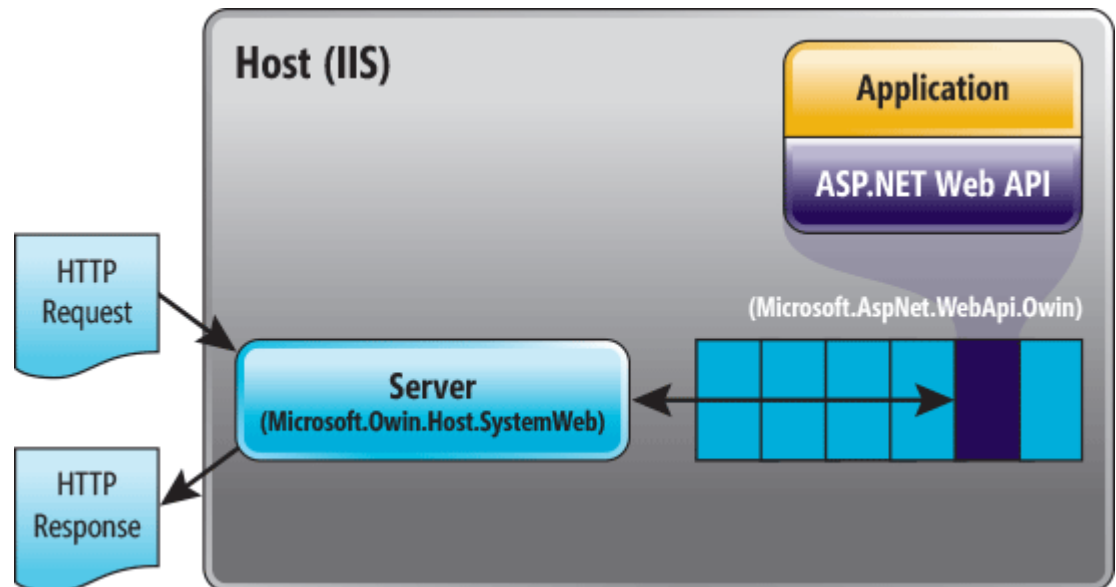 Host (IIS)
Application
ASP.NET Web API
HTTP
Request
(Microsoft.AspNet.WebApi.Owin)
Server
(Microsoft.Owin.Host.SystemWeb)
HTTP
Response